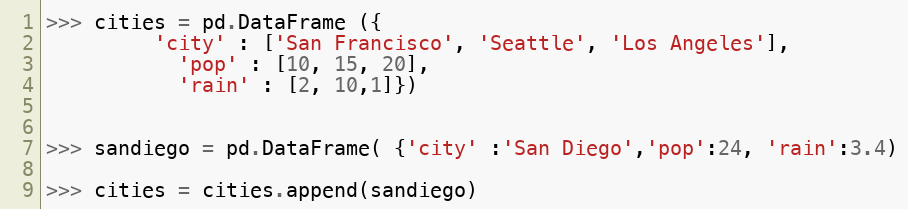 1 >>> cities = pd.DataFrame ({
2 'city' : ['San Francisco', 'Seattle', 'Los Angeles'],
3 'pop' : [10, 15, 20],
4 'rain' : [2, 10,1]})
5
6
7 >>> sandiego = pd.DataFrame( {'city' :'San Diego','pop':24, 'rain':3.4)
8
9 >>> cities = cities.append(sandiego)